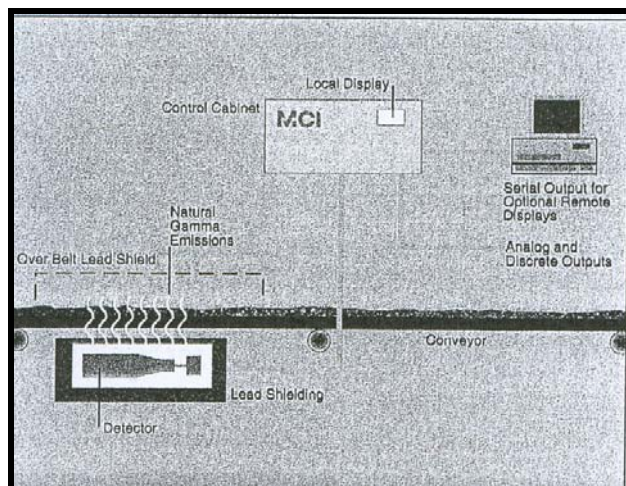 Local Display
Control Cabinet
MCI
Serial Output for
Optional Remote
Displays
Natural
Gamma
Emissions
Analog and
Discrete Outputs
Over Belt Lead Shield
Conveyor
Lead Shielding
Detector